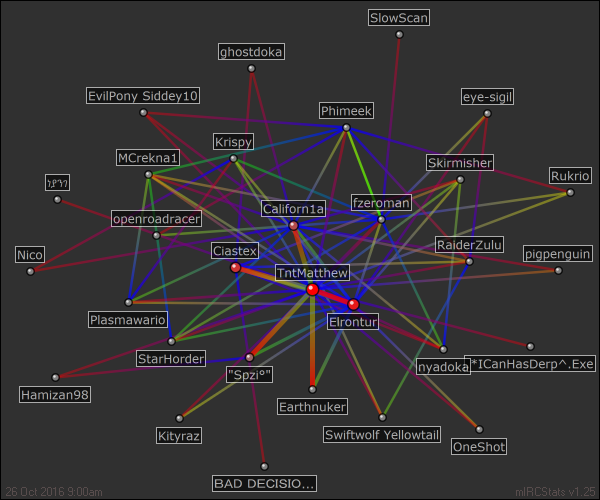 SlowScan
ghostdoka
EvilPony Siddey10
eye-sigil
Phimeek
Krispy
MCrekna1
Skirmisher
Rukrio
fzeroman
Californ1a
openroadracer
RaiderZulu
Nico
Ciastex
pigpenguin
TntMatthew
Plasmawario
Elrontur
StarHorder
*ICanHasDerp^.Exe
nyadoka
"Spzi°"
Hamizan98
Earthnuker
Kityraz
Swiftwolf Yellowtail
OneShot
BAD DECISIO...
26 Oct 2016 9:00am
mIRCStats v1.25